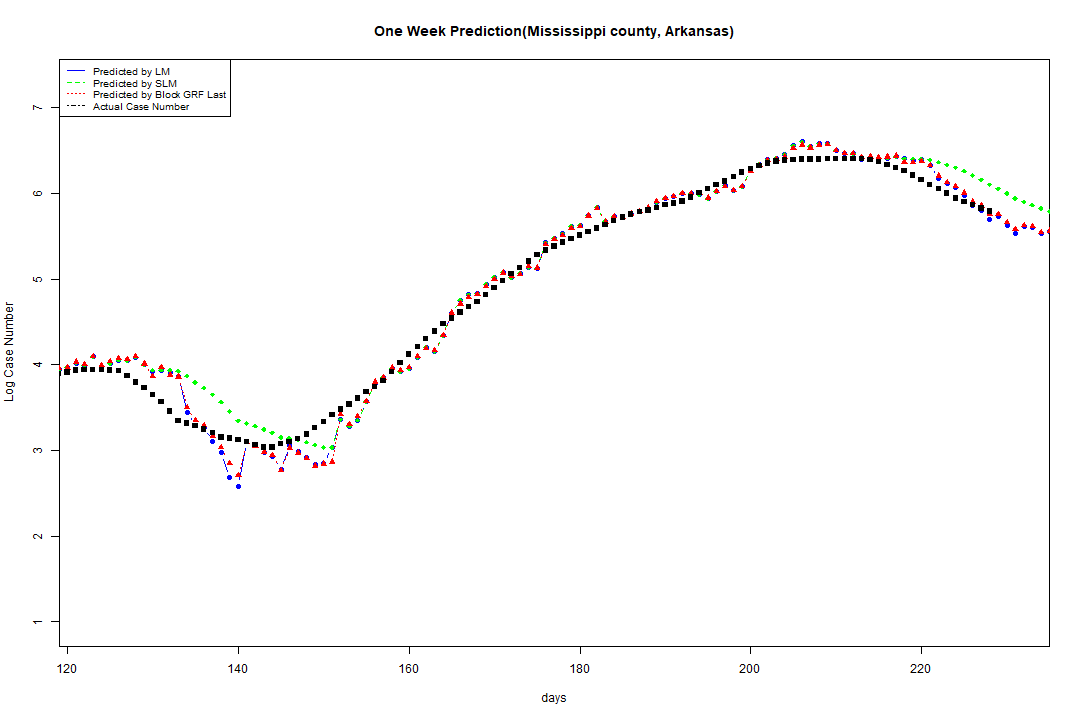 One Week Prediction(Mississippi county, Arkansas)
Predicted by LM
Predicted by SLM
Predicted by Block GRF Last
Actual Case Number
7
6
5
4
3
2
1
Log Case Number
120 140 160 180 200 220
days